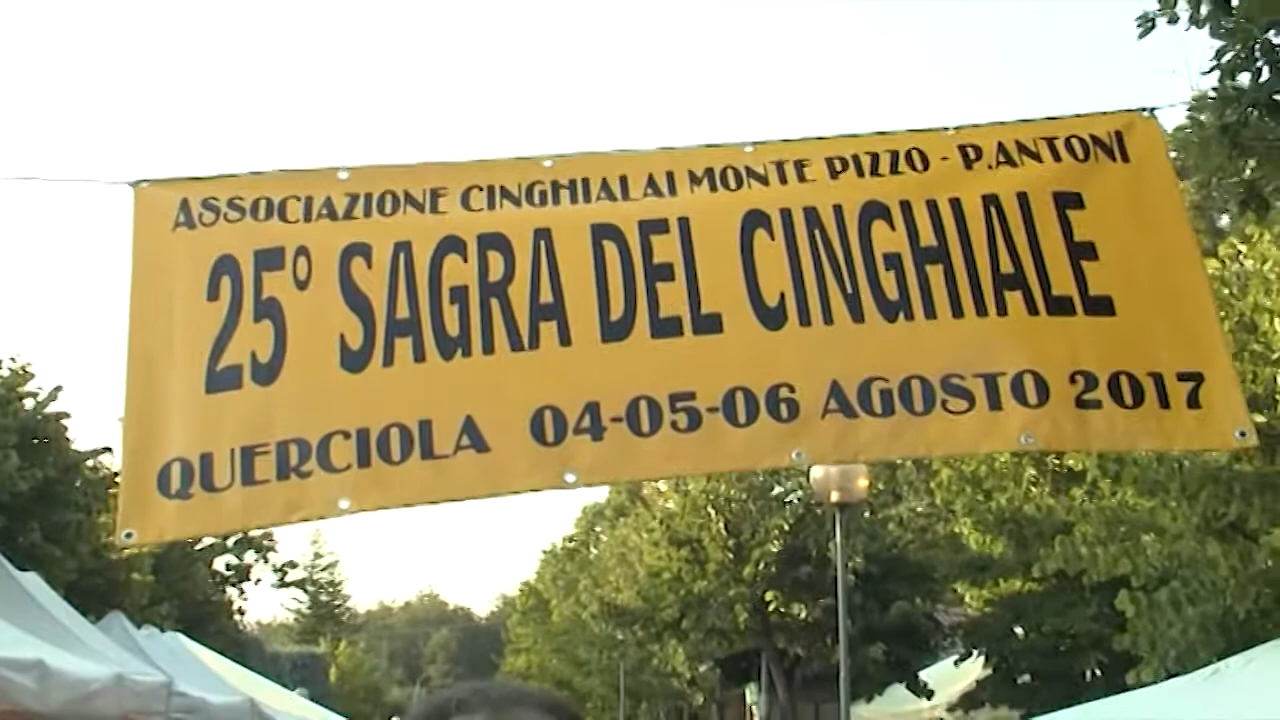 ASSOCIAZIONE CINGHIALAI MONTE PIZZO - P.ANTONI
25° SAGRA DEL CINGHIALE
QUERCIOLA 04-05-06 AGOSTO 2017